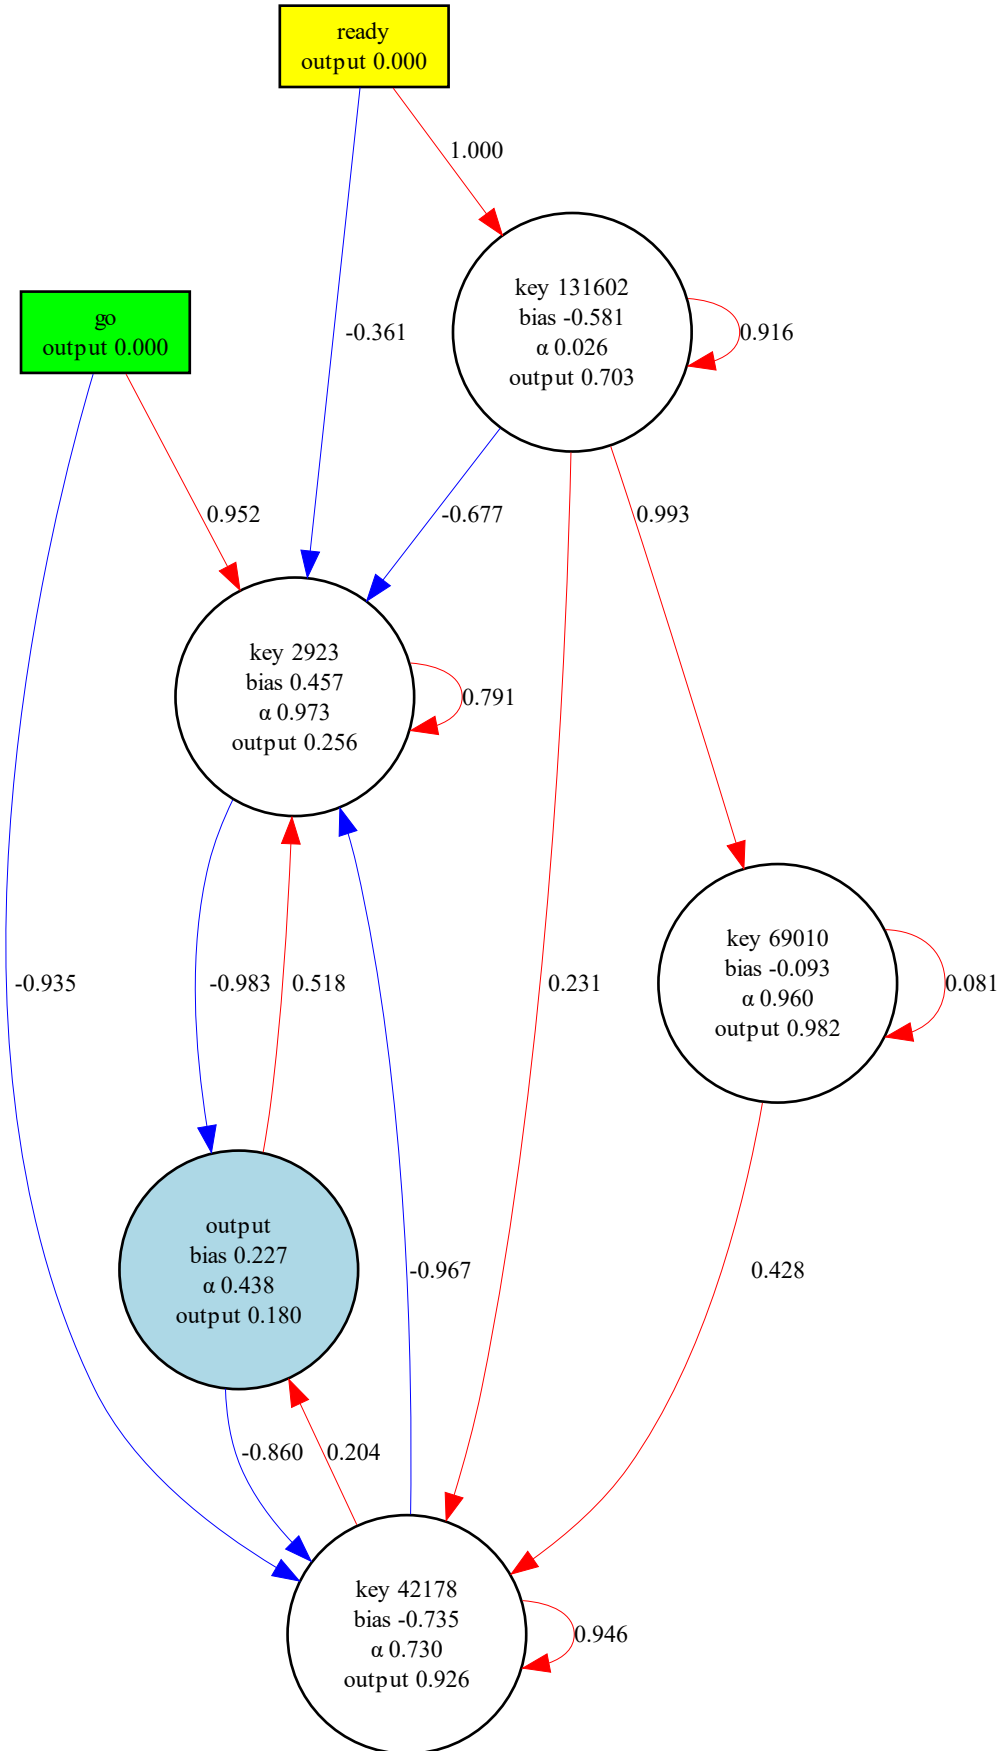 ready
output 0.000
1.000
key 131602
bias -0.581
α 0.026
output 0.703
0.916
go
output 0.000
-0.361
0.952
-0.677
0.993
key 2923
bias 0.457
α 0.973
output 0.256
0.791
key 69010
bias -0.093
α 0.960
output 0.982
0.081
-0.935
-0.983
0.518
0.231
output
bias 0.227
α 0.438
output 0.180
-0.967
0.428
-0.860
0.204
key 42178
bias -0.735
α 0.730
output 0.926
0.946